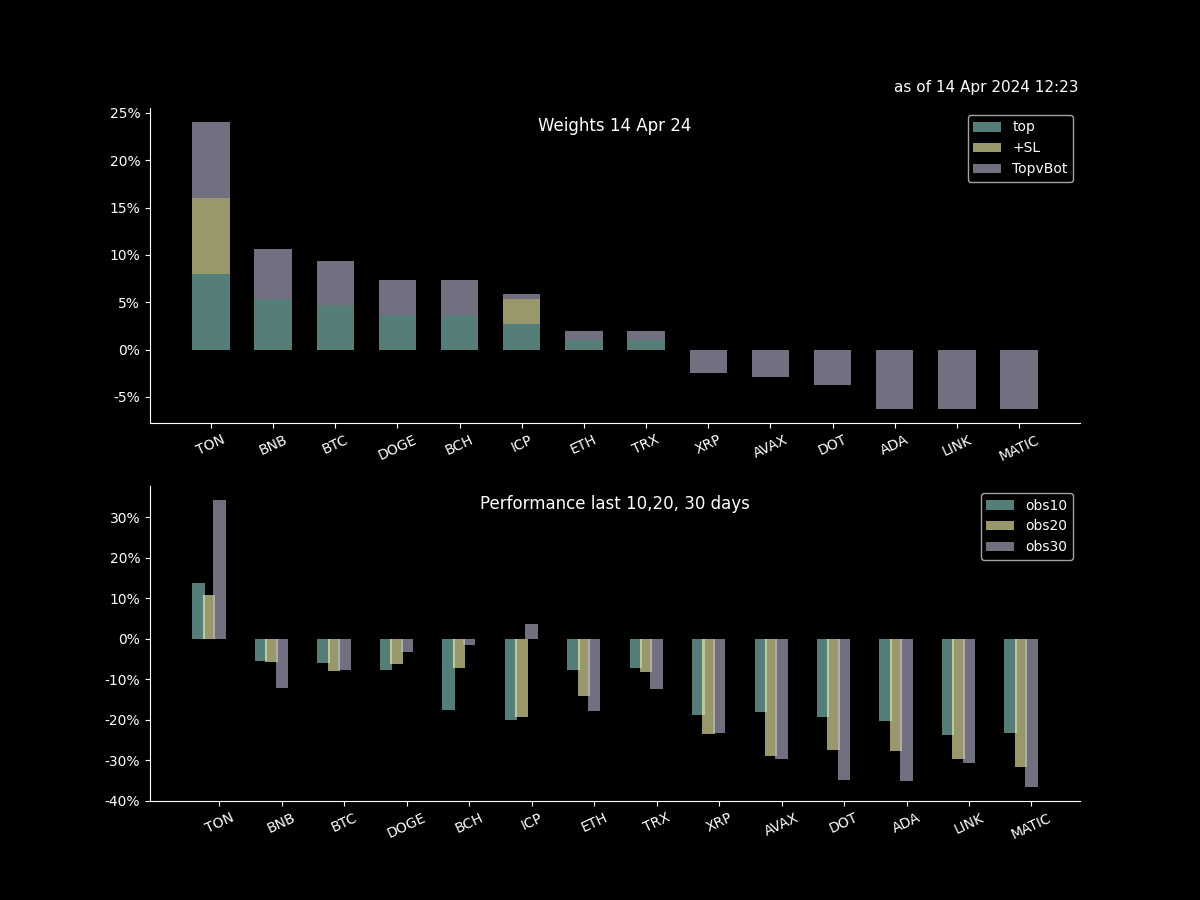 as of 14 Apr 2024 12:23
Weights 14 Apr 24
top
+SL
TopvBot
25%
20%
15%
10%
5%
0%
-5%
TON BNB BTC DOGE BCH ICP ETH TRX XRP AVAX DOT ADA LINK MATIC
Performance last 10,20, 30 days
obs10
obs20
obs30
30%
20%
10%
0%
-10%
-20%
-30%
-40%
TON BNB BTC DOGE BCH ICP ETH TRX XRP AVAX DOT ADA LINK MATIC